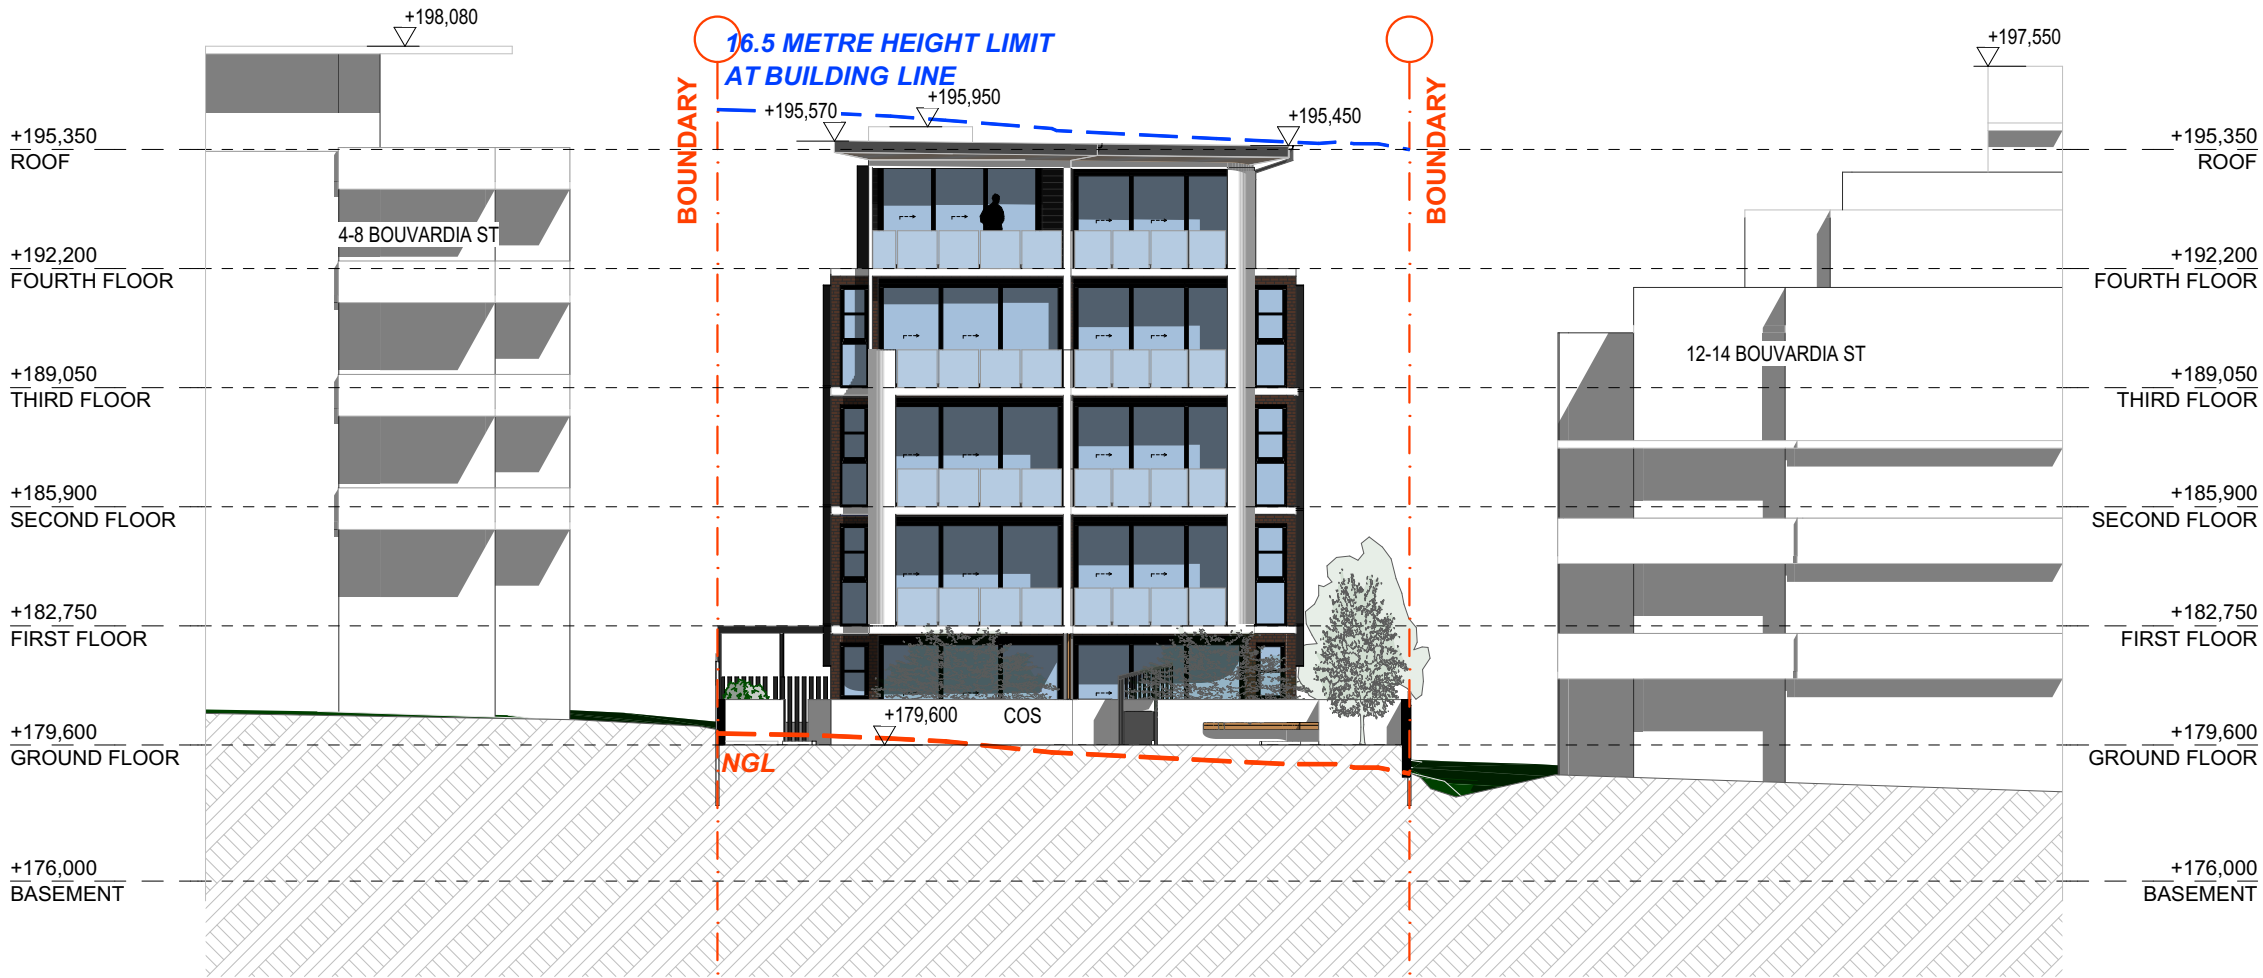 +198,080
16.5 METRE HEIGHT LIMIT
AT BUILDING LINE
+197,550
BOUNDARY
BOUNDARY
+195,570
+195,950
+195,450
+195,350
ROOF
+195,350
ROOF
4-8 BOUVARDIA ST
+192,200
FOURTH FLOOR
+192,200
FOURTH FLOOR
12-14 BOUVARDIA ST
+189,050
THIRD FLOOR
+189,050
THIRD FLOOR
+185,900
SECOND FLOOR
+185,900
SECOND FLOOR
+182,750
FIRST FLOOR
+182,750
FIRST FLOOR
+179,600
COS
+179,600
GROUND FLOOR
NGL
+179,600
GROUND FLOOR
+176,000
BASEMENT
+176,000
BASEMENT